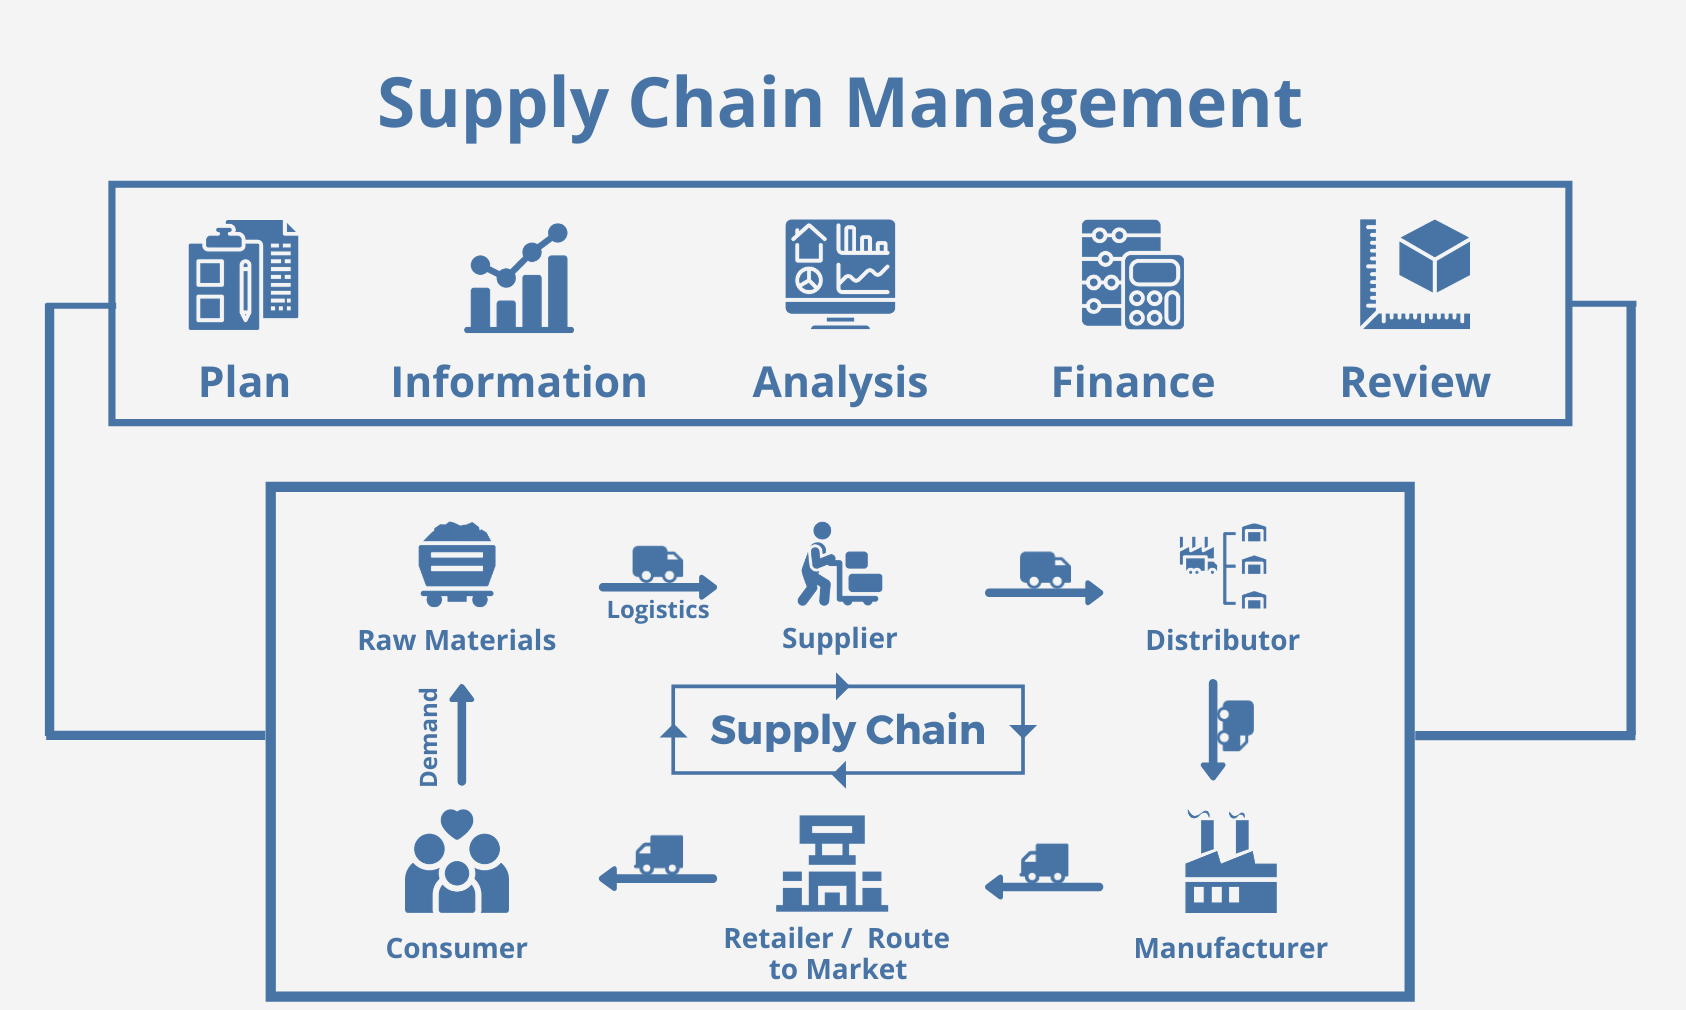 Supply Chain Management
Plan
Information
Analysis
Finance
Review
Logistics
Raw Materials
Supplier
Distributor
Demand
Supply Chain
Consumer
Retailer /  Route
to Market
Manufacturer